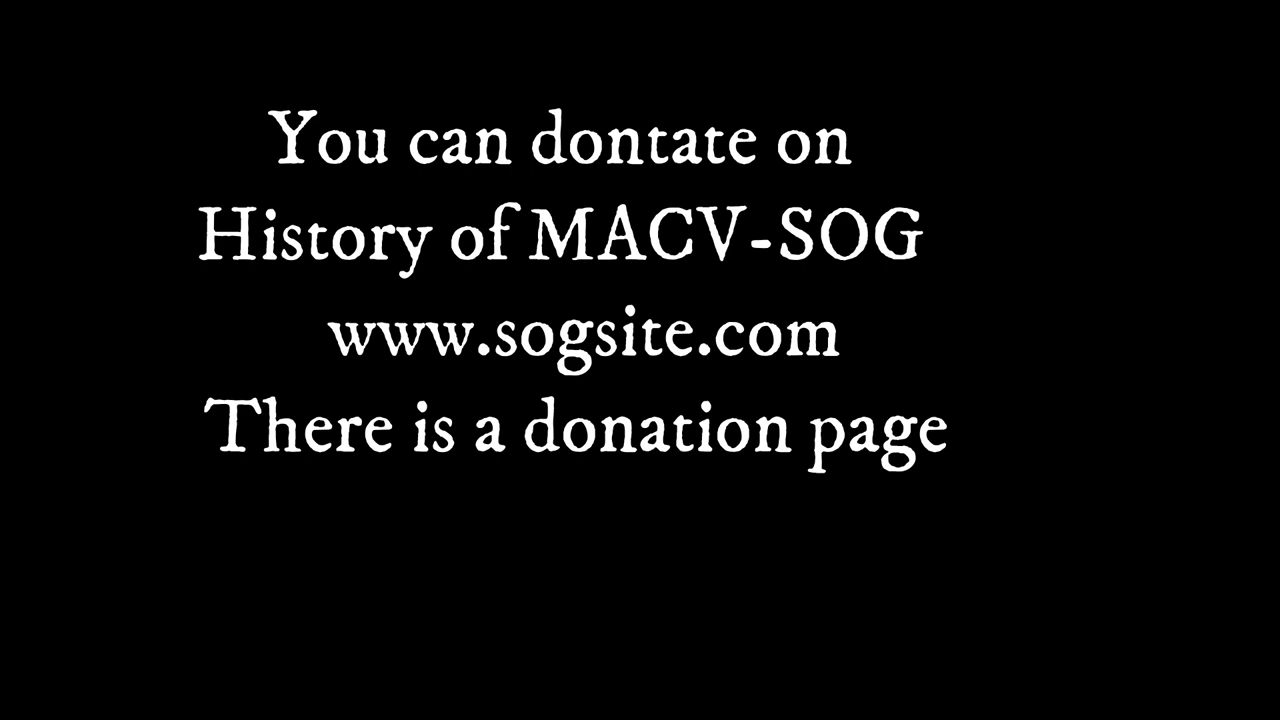 You can dontate on
History of MACV-SOG
www.sogsite.com
There is a donation page